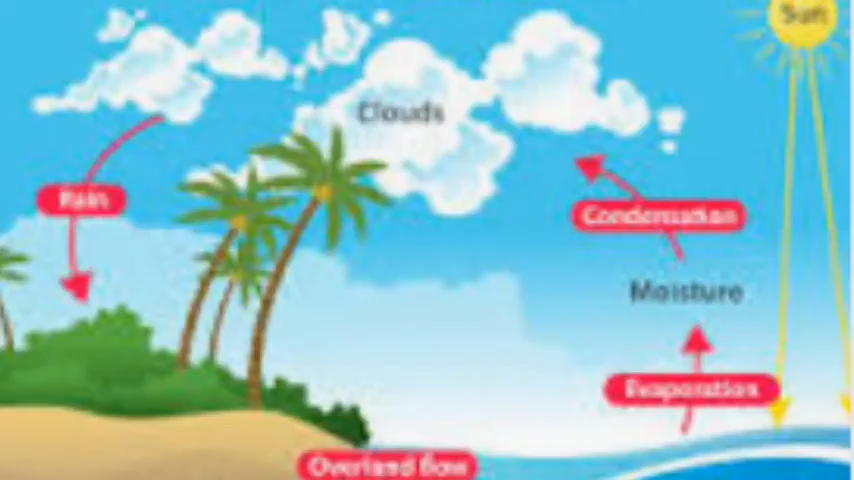 Sun
Clouds
Rain
Condensation
Moisture
Evaporation
Overland flow